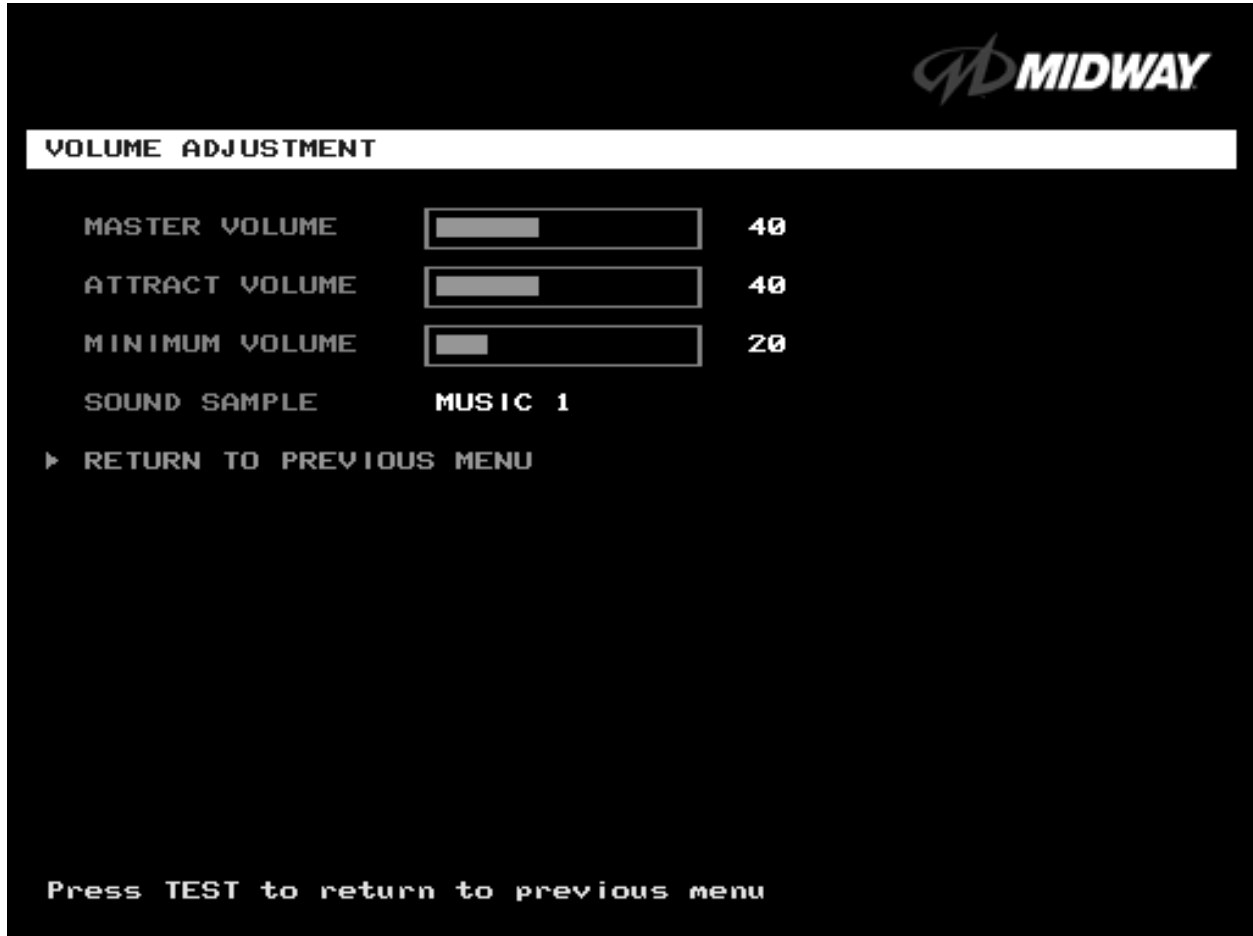 MIDWAY
VOLUME ADJUSTMENT
MASTER VOLUME 40
ATTRACT VOLUME 40
MINIMUM VOLUME 20
SOUND SAMPLE MUSIC 1
RETURN TO PREVIOUS MENU
Press TEST to return to previous menu